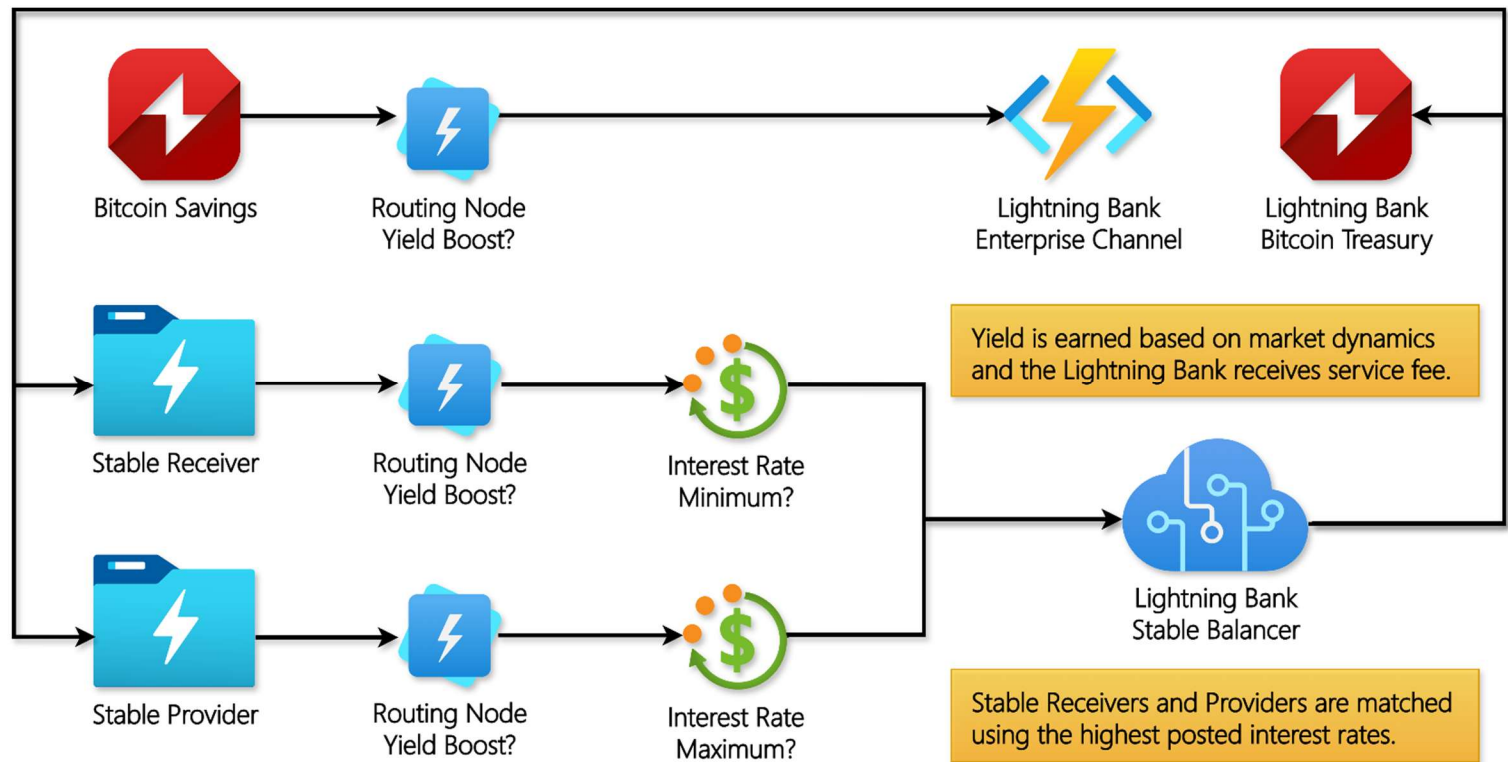 Bitcoin Savings
Routing Node
Yield Boost?
Lightning Bank
Enterprise Channel
Lightning Bank
Bitcoin Treasury
Yield is earned based on market dynamics
and the Lightning Bank receives service fee.
Stable Receiver
Routing Node
Yield Boost?
Interest Rate
Minimum?
Lightning Bank
Stable Balancer
Stable Provider
Routing Node
Yield Boost?
Interest Rate
Maximum?
Stable Receivers and Providers are matched
using the highest posted interest rates.